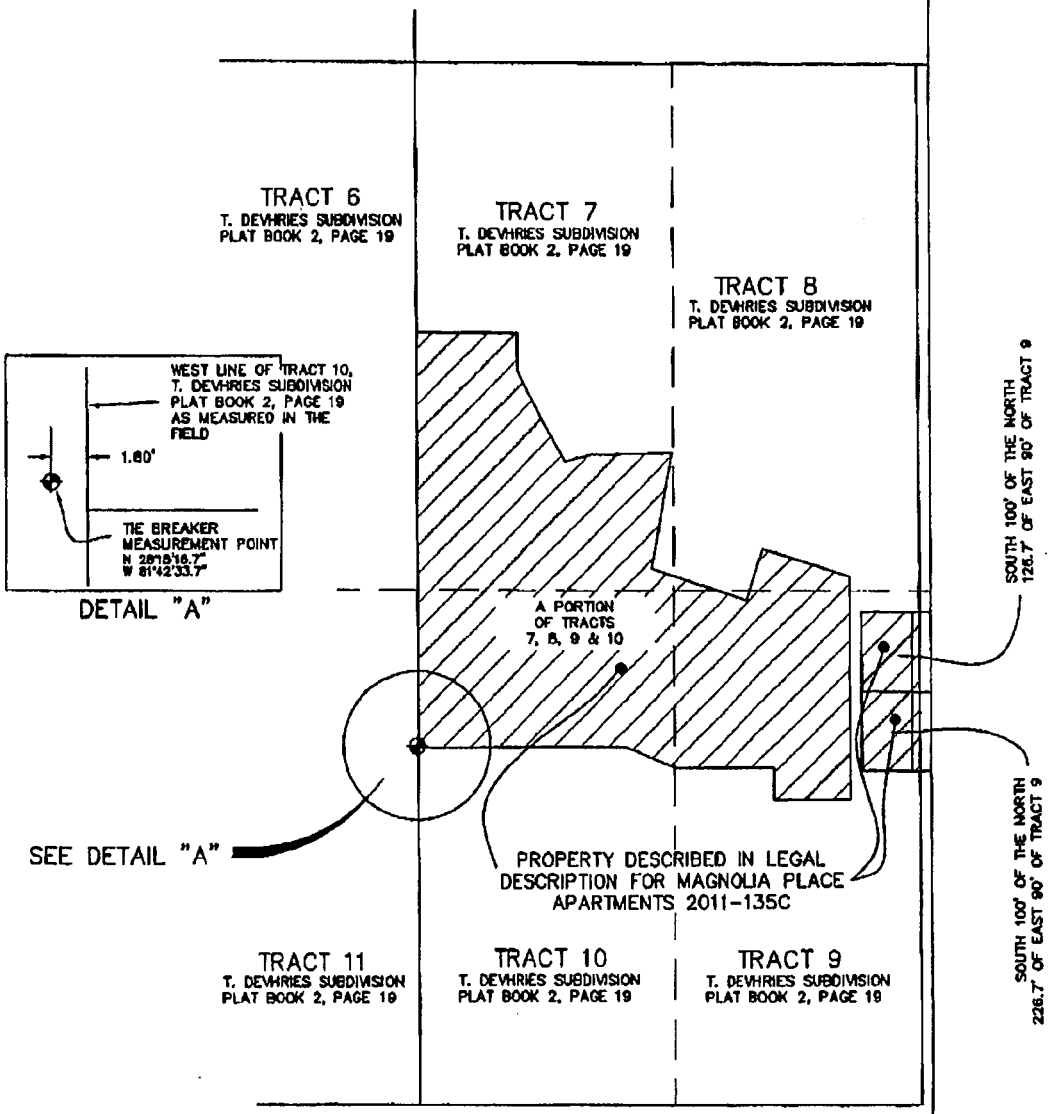 TRACT 6
T. DEVHRIES SUBDIVISION
PLAT BOOK 2, PAGE 19
TRACT 7
T. DEVHRIES SUBDIVISION
PLAT BOOK 2, PAGE 19
TRACT 8
T. DEVHRIES SUBDIVISION
PLAT BOOK 2, PAGE 19
WEST LINE OF TRACT 10,
T. DEVHRIES SUBDIVISION
PLAT BOOK 2, PAGE 19
AS MEASURED IN THE
FIELD
1.80'
TIE BREAKER
MEASUREMENT POINT
N 28°18'16.7"
W 81°42'33.7"
DETAIL "A"
A PORTION
OF TRACTS
7, 8, 9 & 10
SOUTH 100' OF THE NORTH
126.7' OF EAST 90' OF TRACT 9
SOUTH 100' OF THE NORTH
226.7' OF EAST 90' OF TRACT 9
SEE DETAIL "A"
PROPERTY DESCRIBED IN LEGAL
DESCRIPTION FOR MAGNOLIA PLACE
APARTMENTS 2011-135C
TRACT 11
T. DEVHRIES SUBDIVISION
PLAT BOOK 2, PAGE 19
TRACT 10
T. DEVHRIES SUBDIVISION
PLAT BOOK 2, PAGE 19
TRACT 9
T. DEVHRIES SUBDIVISION
PLAT BOOK 2, PAGE 19